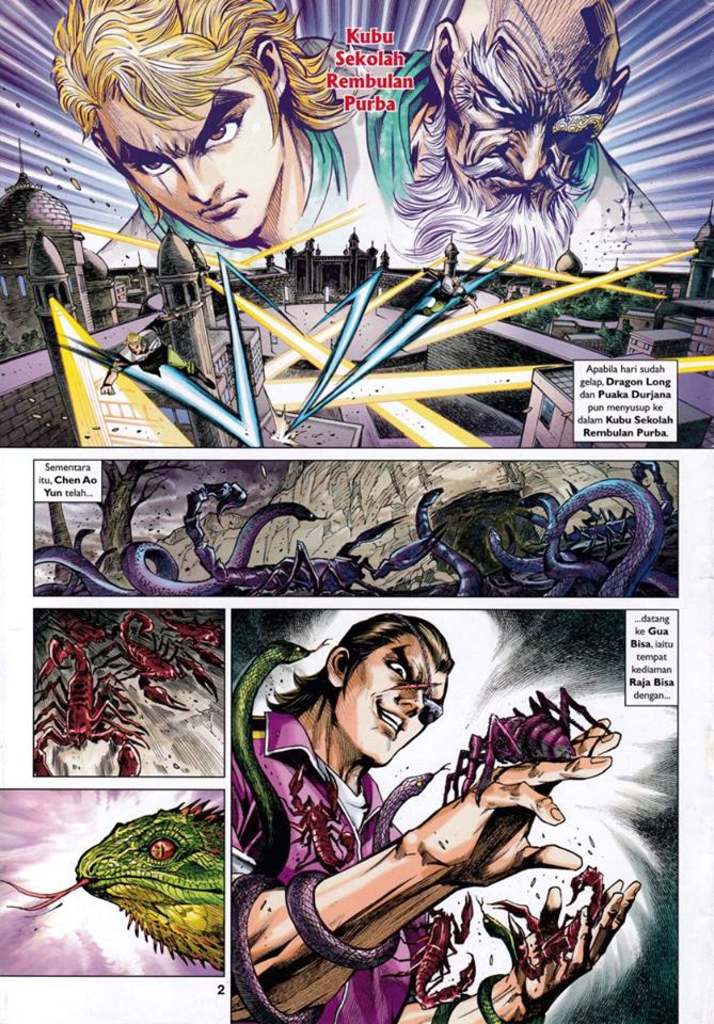 Kubu
Sekolah
Rembulan
Purba
Apabila hari sudah
gelap, Dragon Long
dan Puaka Durjana
pun menyusup ke
dalam Kubu Sekolah
Rembulan Purba.
Sementara
itu, Chen Ao
Yun telah...
...datang
ke Gua
Bisa, iaitu
tempat
kediaman
Raja Bisa
dengan...
2